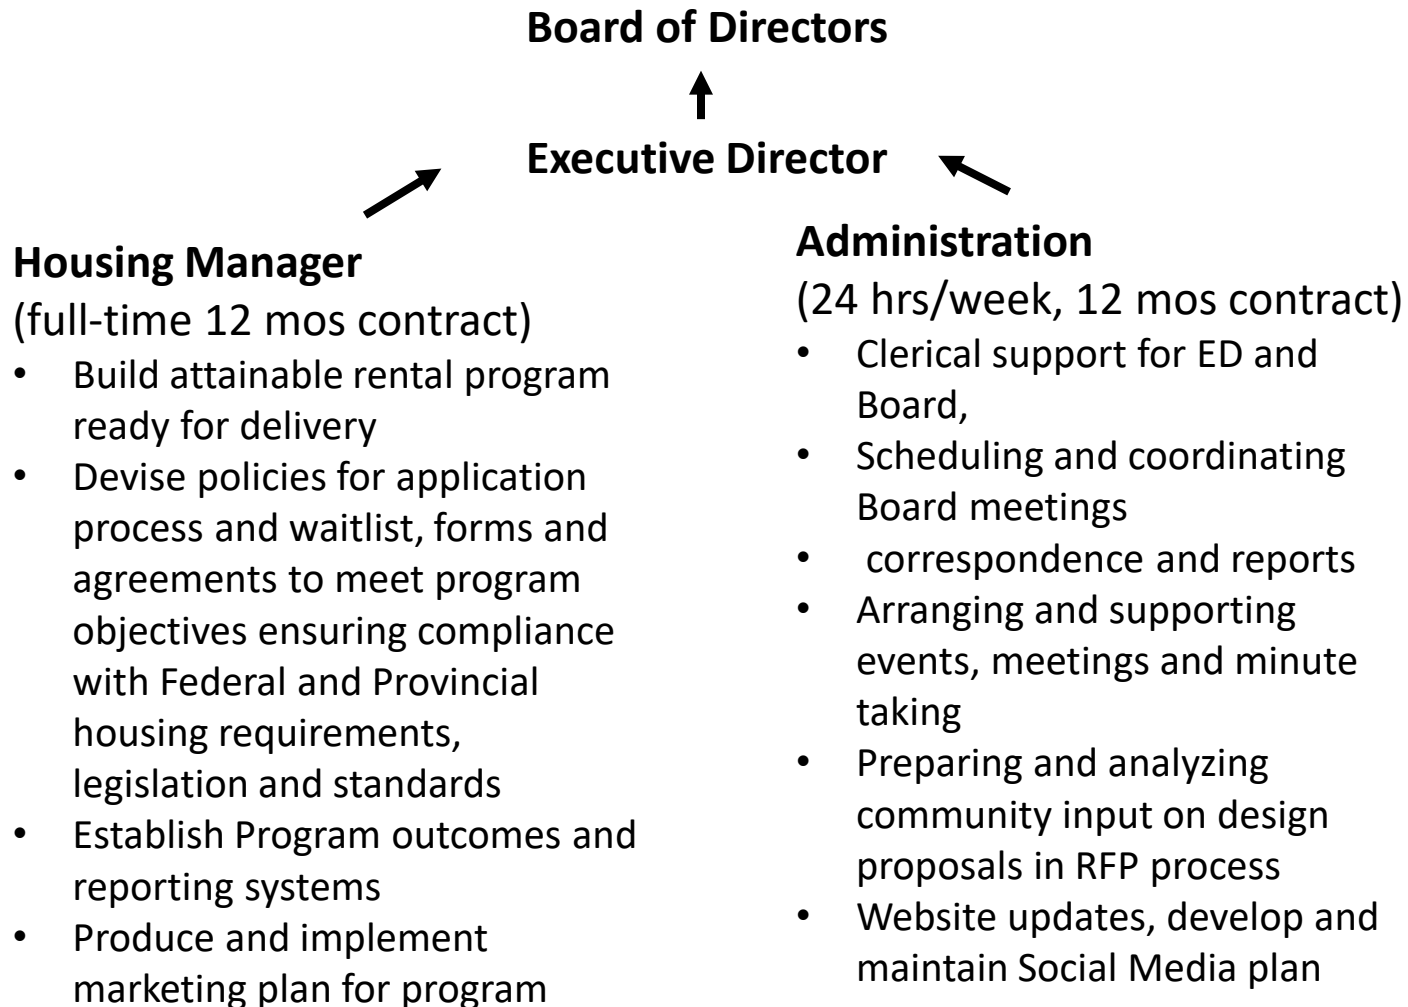 Board of Directors
Executive Director
Housing Manager
(full-time 12 mos contract)
• Build attainable rental program
ready for delivery
• Devise policies for application
process and waitlist, forms and
agreements to meet program
objectives ensuring compliance
with Federal and Provincial
housing requirements,
legislation and standards
• Establish Program outcomes and
reporting systems
• Produce and implement
marketing plan for program
Administration
(24 hrs/week, 12 mos contract)
• Clerical support for ED and
Board,
• Scheduling and coordinating
Board meetings
• correspondence and reports
• Arranging and supporting
events, meetings and minute
taking
• Preparing and analyzing
community input on design
proposals in RFP process
• Website updates, develop and
maintain Social Media plan